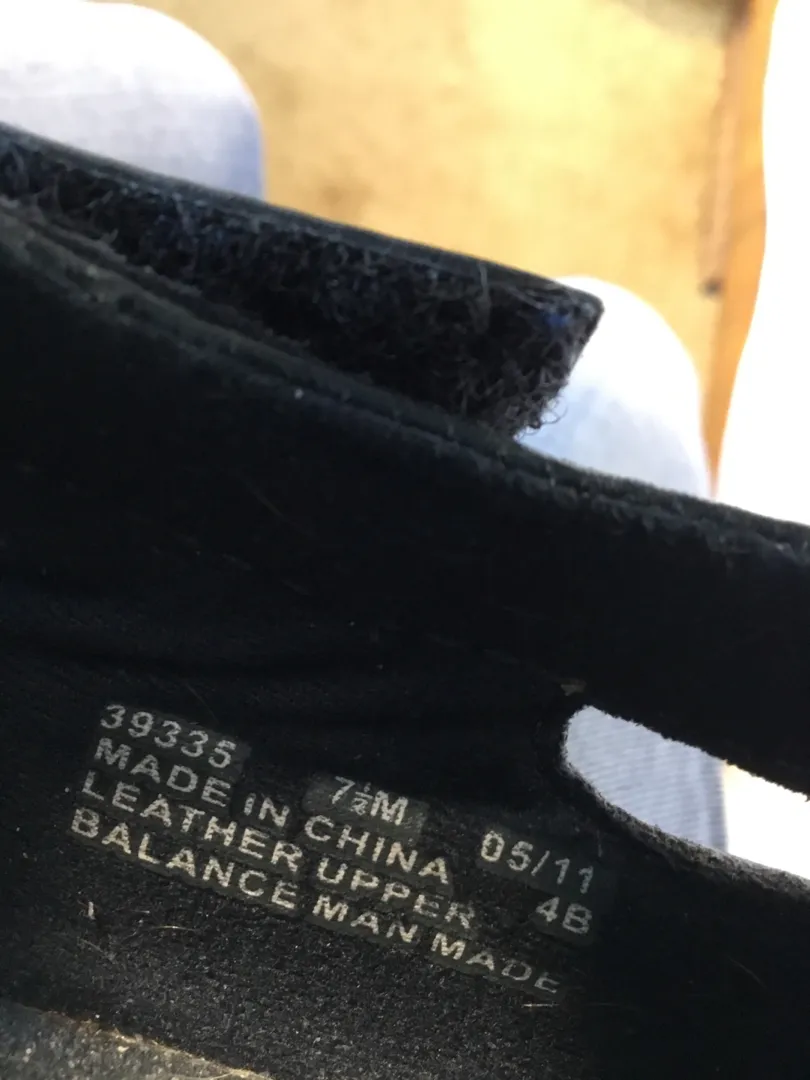 39335 7½M 05/11
MADE IN CHINA 4B
LEATHER UPPER
BALANCE MAN MADE